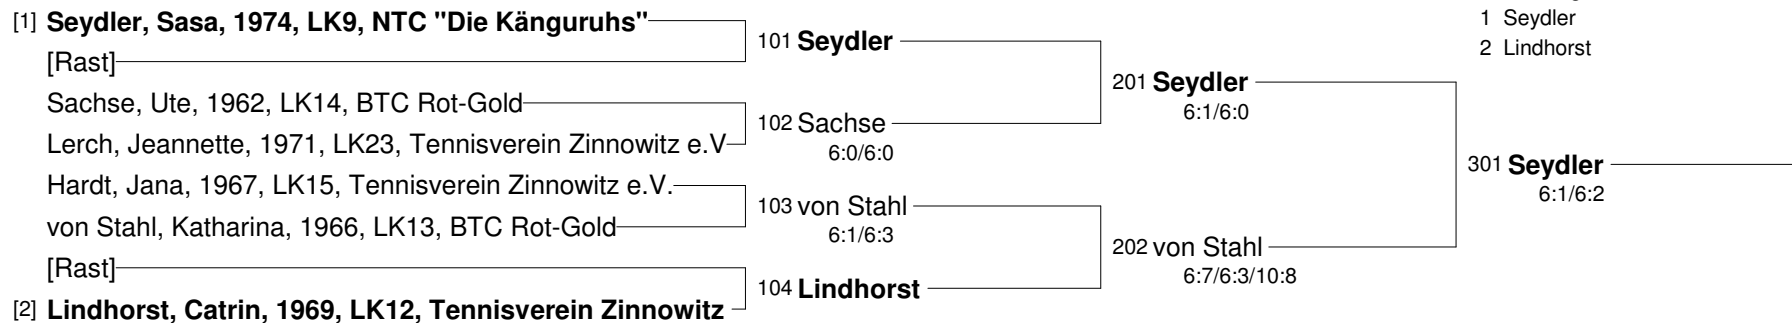 [1] Seydler, Sasa, 1974, LK9, NTC "Die Känguruhs"
[Rast]
Sachse, Ute, 1962, LK14, BTC Rot-Gold
Lerch, Jeannette, 1971, LK23, Tennisverein Zinnowitz e.V
Hardt, Jana, 1967, LK15, Tennisverein Zinnowitz e.V.
von Stahl, Katharina, 1966, LK13, BTC Rot-Gold
[Rast]
[2] Lindhorst, Catrin, 1969, LK12, Tennisverein Zinnowitz
101 Seydler
102 Sachse
6:0/6:0
103 von Stahl
6:1/6:3
104 Lindhorst
201 Seydler
6:1/6:0
202 von Stahl
6:7/6:3/10:8
301 Seydler
6:1/6:2
1 Seydler
2 Lindhorst